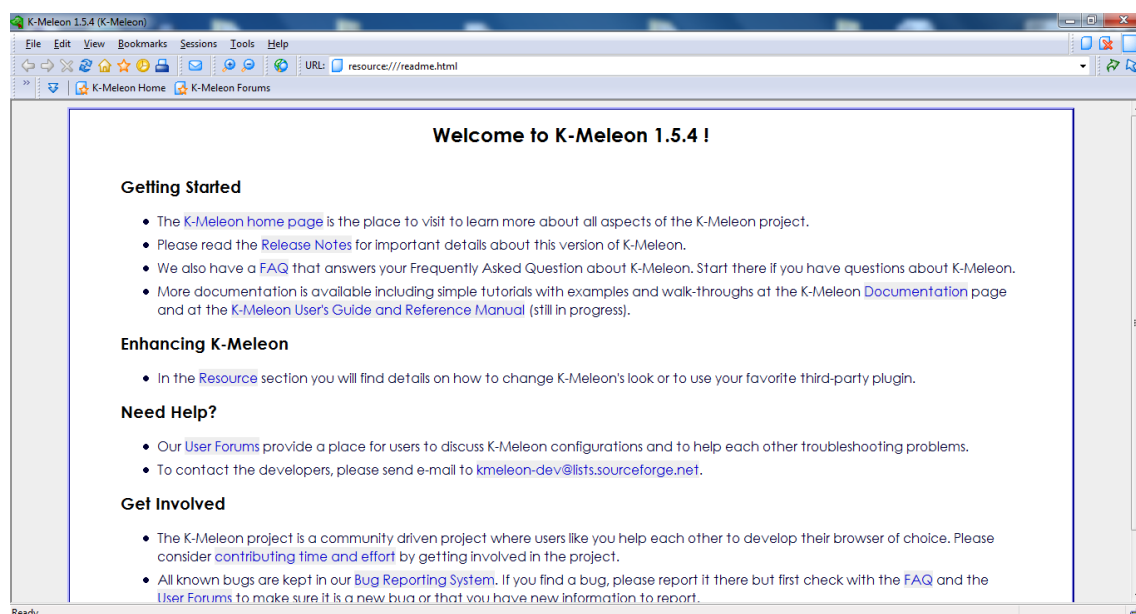 K-Meleon 1.5.4 (K-Meleon)
File Edit View Bookmarks Sessions Tools Help
URL: resource:///readme.html
K-Meleon Home K-Meleon Forums
Welcome to K-Meleon 1.5.4 !
Getting Started
The K-Meleon home page is the place to visit to learn more about all aspects of the K-Meleon project.
Please read the Release Notes for important details about this version of K-Meleon.
We also have a FAQ that answers your Frequently Asked Question about K-Meleon. Start there if you have questions about K-Meleon.
More documentation is available including simple tutorials with examples and walk-throughs at the K-Meleon Documentation page
and at the K-Meleon User's Guide and Reference Manual (still in progress).
Enhancing K-Meleon
In the Resource section you will find details on how to change K-Meleon's look or to use your favorite third-party plugin.
Need Help?
Our User Forums provide a place for users to discuss K-Meleon configurations and to help each other troubleshooting problems.
To contact the developers, please send e-mail to kmeleon-dev@lists.sourceforge.net.
Get Involved
The K-Meleon project is a community driven project where users like you help each other to develop their browser of choice. Please
consider contributing time and effort by getting involved in the project.
All known bugs are kept in our Bug Reporting System. If you find a bug, please report it there but first check with the FAQ and the
User Forums to make sure it is a new bug or that you have new information to report.
Ready